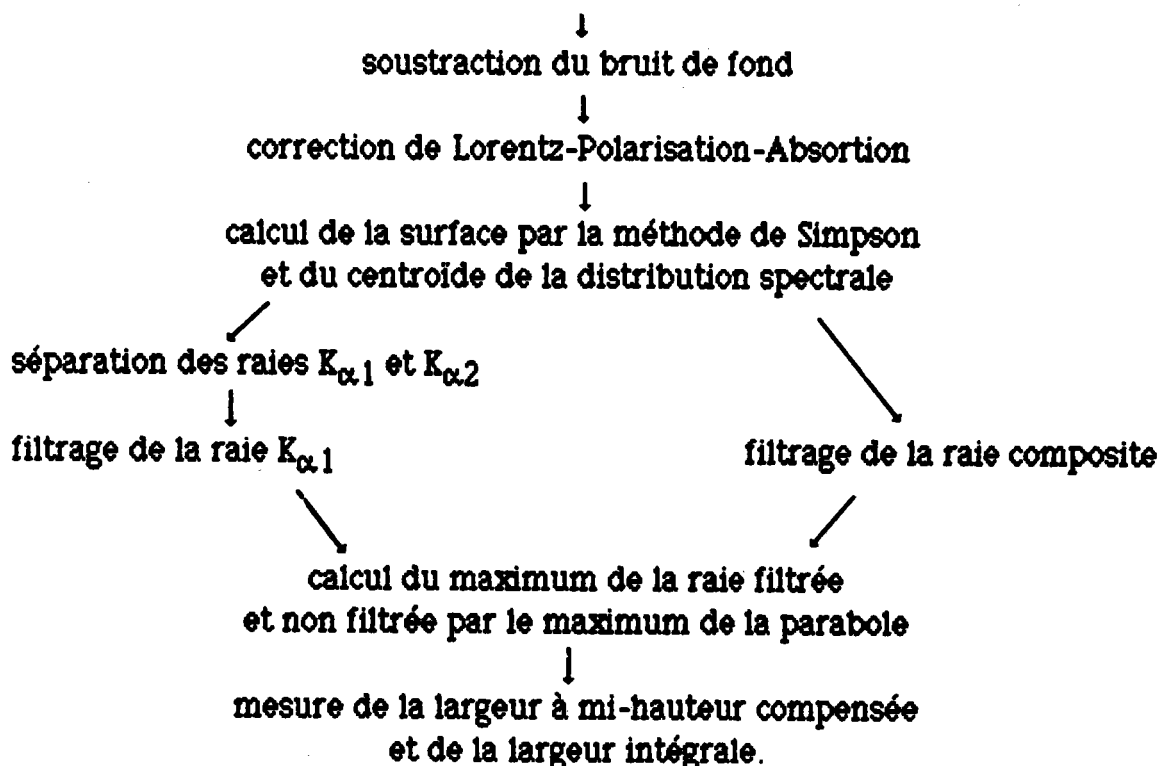 soustraction du bruit de fond
correction de Lorentz-Polarisation-Absortion
calcul de la surface par la méthode de Simpson
et du centroïde de la distribution spectrale
séparation des raies Kα1 et Kα2
filtrage de la raie Kα1
filtrage de la raie composite
calcul du maximum de la raie filtrée
et non filtrée par le maximum de la parabole
mesure de la largeur à mi-hauteur compensée
et de la largeur intégrale.